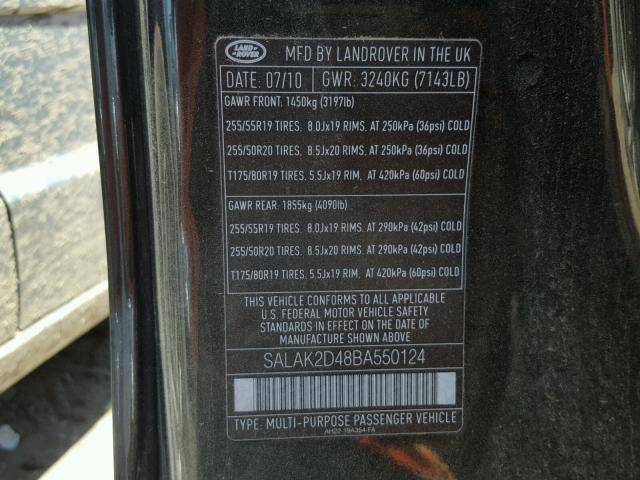 LAND ROVER
MFD BY LANDROVER IN THE UK
DATE: 07/10 GWR: 3240KG (7143LB)
GAWR FRONT: 1450kg (3197lb)
255/55R19 TIRES. 8.0Jx19 RIMS. AT 250kPa (36psi) COLD
255/50R20 TIRES. 8.5Jx20 RIMS. AT 250kPa (36psi) COLD
T175/80R19 TIRES. 5.5Jx19 RIM. AT 420kPa (60psi) COLD
GAWR REAR: 1855kg (4090lb)
255/55R19 TIRES. 8.0Jx19 RIMS. AT 290kPa (42psi) COLD
255/50R20 TIRES. 8.5Jx20 RIMS. AT 290kPa (42psi) COLD
T175/80R19 TIRES. 5.5Jx19 RIM. AT 420kPa (60psi) COLD
THIS VEHICLE CONFORMS TO ALL APPLICABLE
U.S. FEDERAL MOTOR VEHICLE SAFETY
STANDARDS IN EFFECT ON THE DATE OF
MANUFACTURE SHOWN ABOVE.
SALAK2D48BA550124
TYPE: MULTI-PURPOSE PASSENGER VEHICLE
AH22-19A354-FA